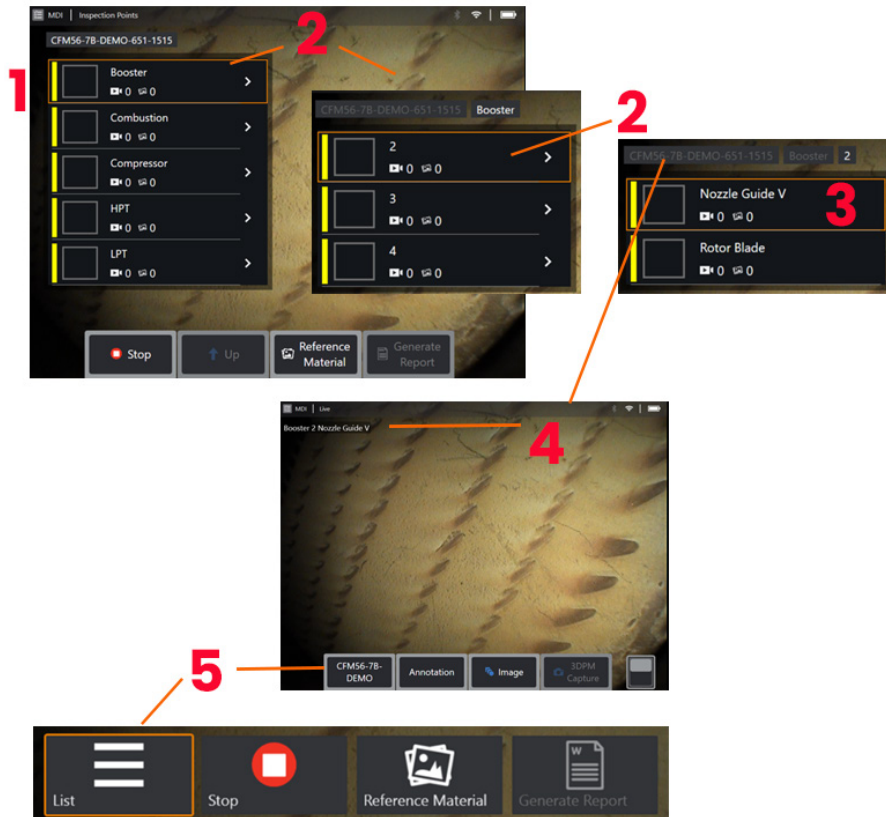 MDI | Inspection Points
CFM56-7B-DEMO-651-1515
1
2
Booster
0 0
Combustion
0 0
Compressor
0 0
HPT
0 0
LPT
0 0
Stop
Up
Reference Material
Generate Report
CFM56-7B-DEMO-651-1515 Booster
2
2
0 0
3
0 0
4
0 0
CFM56-7B-DEMO-651-1515 Booster 2
Nozzle Guide V
0 0
3
Rotor Blade
0 0
MDI | Live
Booster 2 Nozzle Guide V
4
5
CFM56-7B-
DEMO
Annotation
Image
3DPM
Capture
List
Stop
Reference Material
W
Generate Report